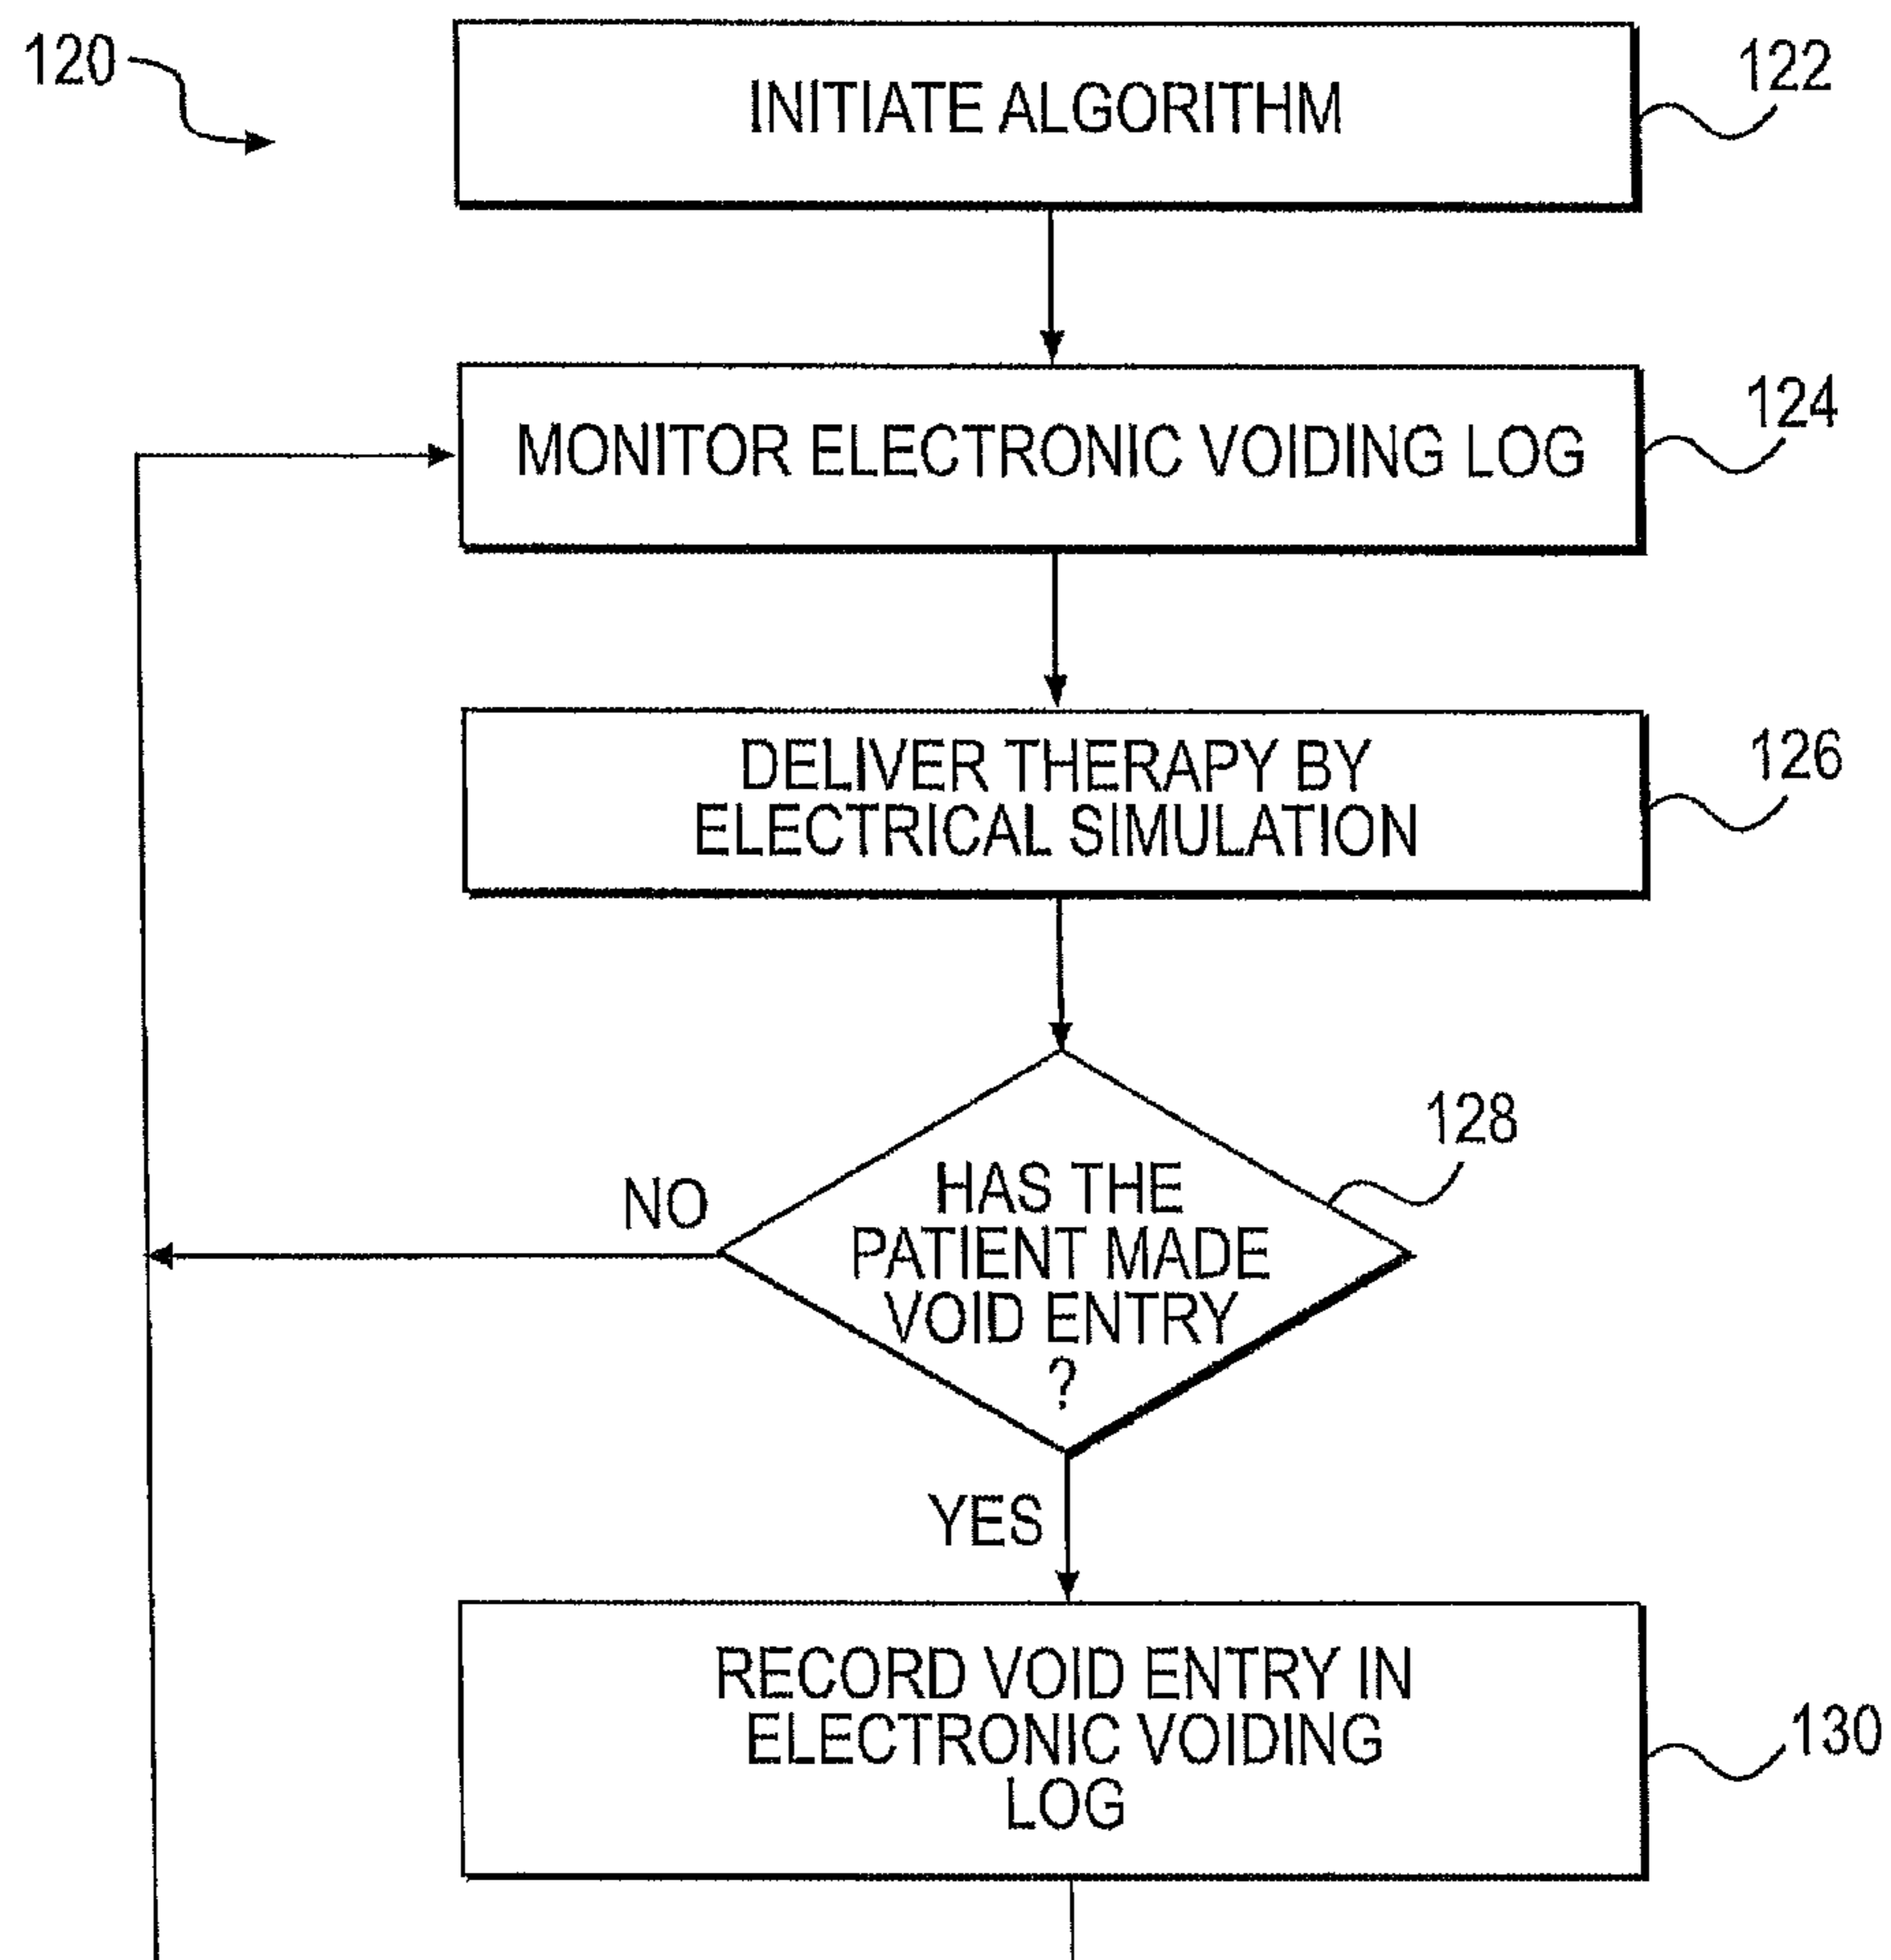 120
INITIATE ALGORITHM
122
MONITOR ELECTRONIC VOIDING LOG
124
DELIVER THERAPY BY
ELECTRICAL SIMULATION
126
HAS THE
PATIENT MADE
VOID ENTRY
?
128
NO
YES
RECORD VOID ENTRY IN
ELECTRONIC VOIDING
LOG
130